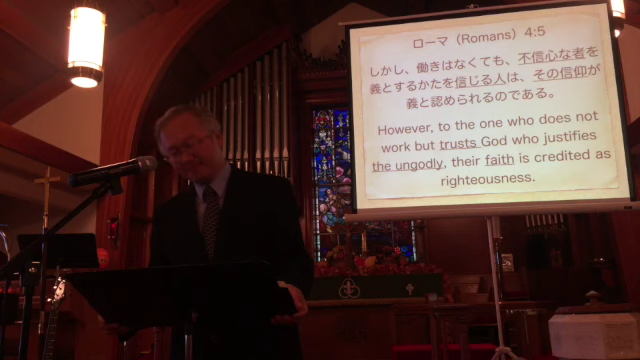 ローマ（Romans）4:5
しかし、働きはなくても、不信心な者を
義とするかたを信じる人は、その信仰が
義と認められるのである。
However, to the one who does not
work but trusts God who justifies
the ungodly, their faith is credited as
righteousness.